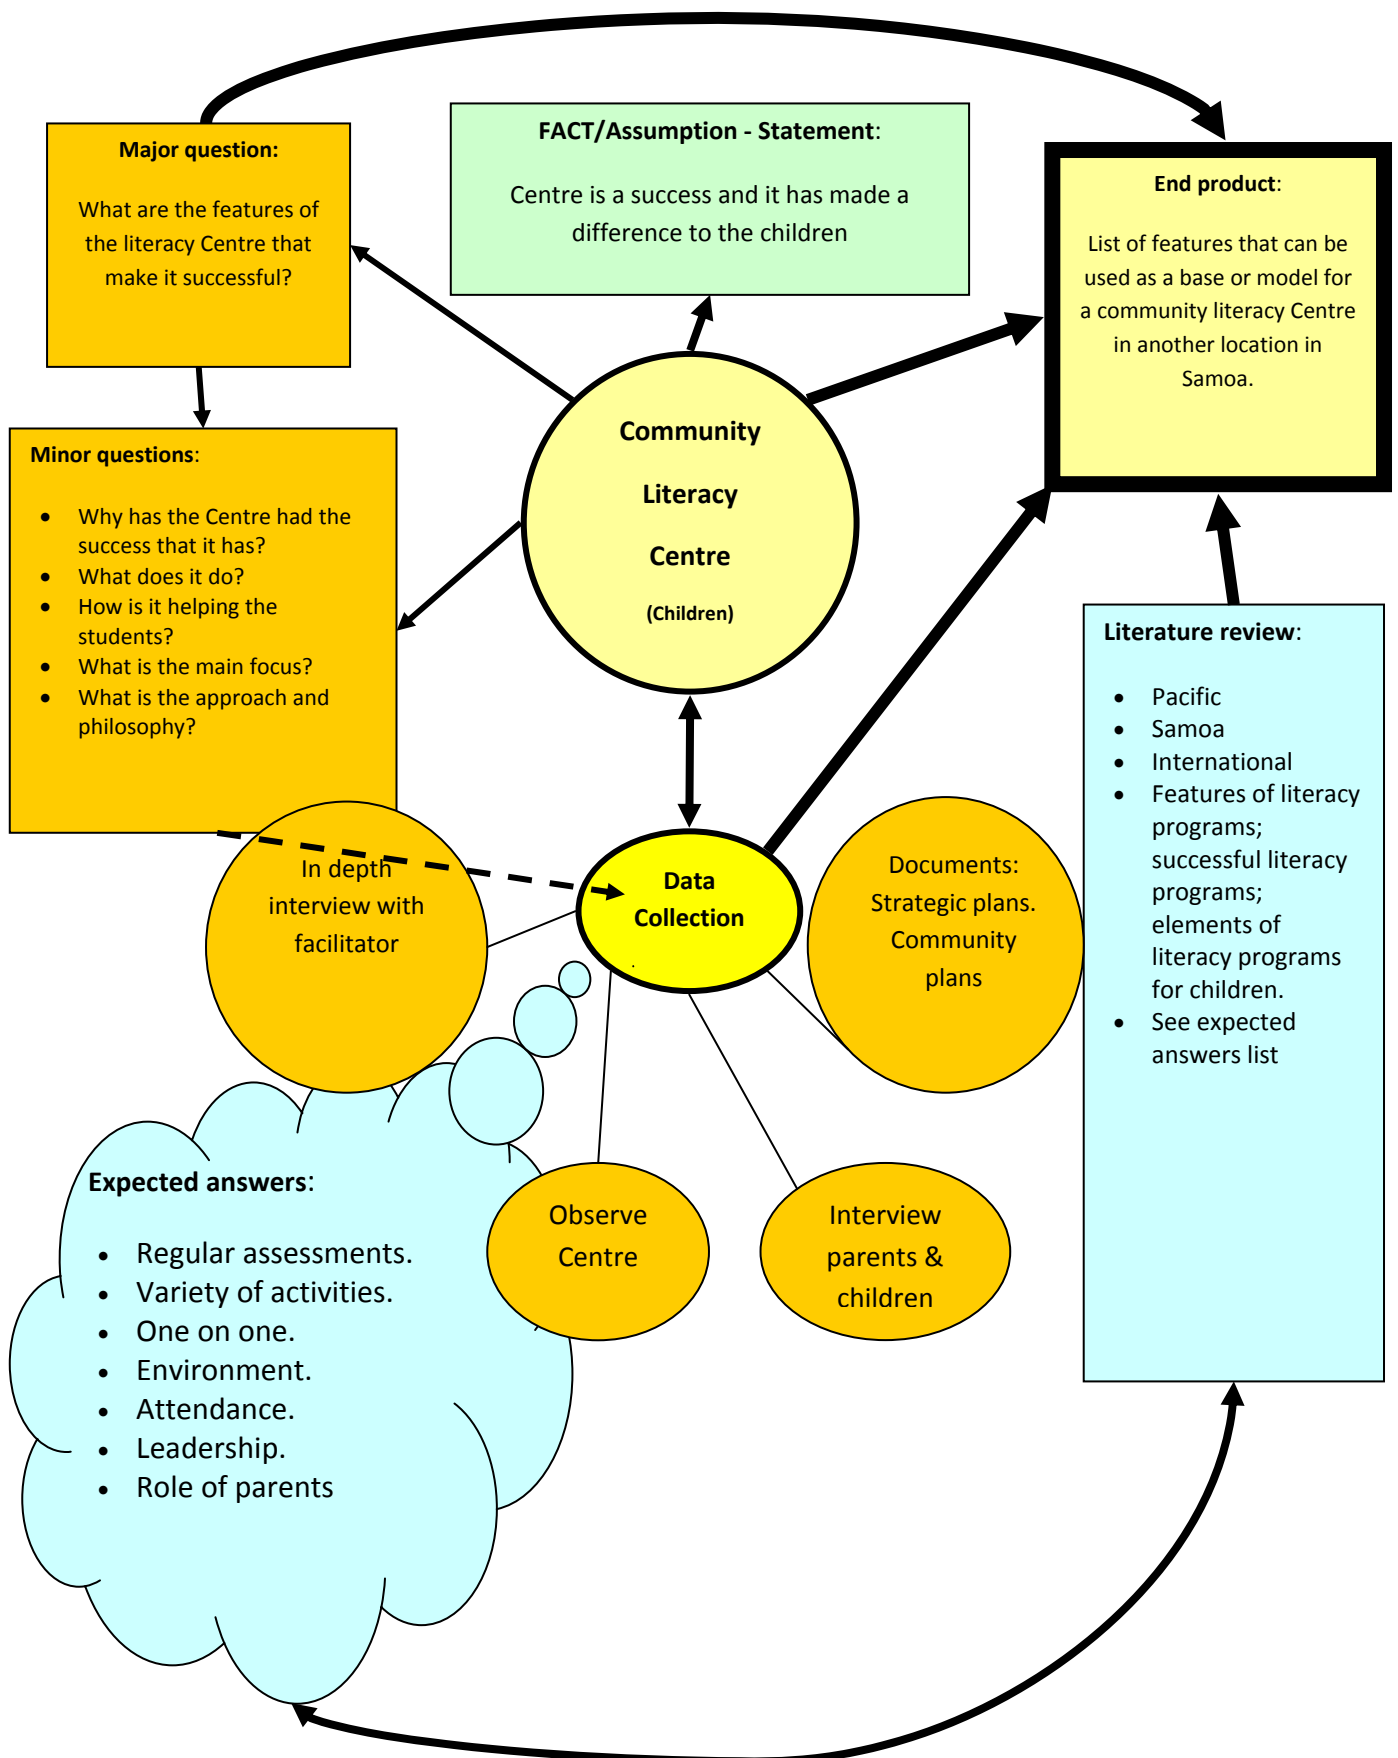 Major question:
What are the features of
the literacy Centre that
make it successful?
FACT/Assumption - Statement:
Centre is a success and it has made a
difference to the children
End product:
List of features that can be
used as a base or model for
a community literacy Centre
in another location in
Samoa.
Community
Literacy
Centre
(Children)
Minor questions:
• Why has the Centre had the
success that it has?
• What does it do?
• How is it helping the
students?
• What is the main focus?
• What is the approach and
philosophy?
Literature review:
• Pacific
• Samoa
• International
• Features of literacy
programs;
successful literacy
programs;
elements of
literacy programs
for children.
• See expected
answers list
In depth
interview with
facilitator
Data
Collection
.
Documents:
Strategic plans.
Community
plans
Expected answers:
• Regular assessments.
• Variety of activities.
• One on one.
• Environment.
• Attendance.
• Leadership.
• Role of parents
Observe
Centre
Interview
parents &
children